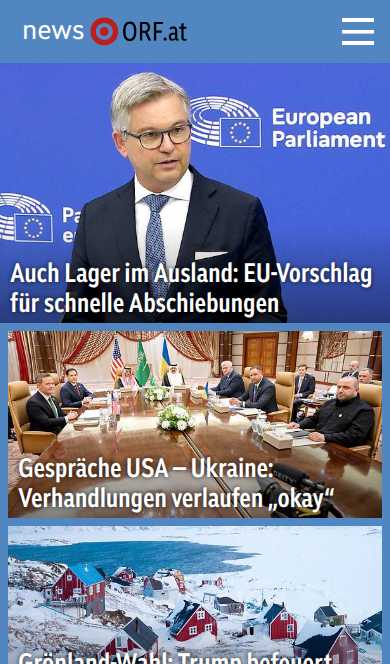 news ORF.at
European
Parliament
Pa
e
Auch Lager im Ausland: EU-Vorschlag
für schnelle Abschiebungen
Gespräche USA – Ukraine:
Verhandlungen verlaufen „okay“
Grönland-Wahl: Trump befeuert